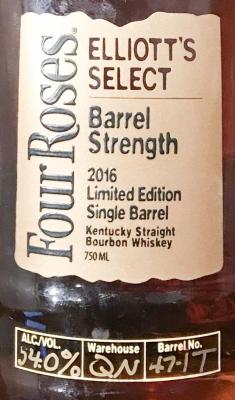 Four Roses®
ELLIOTT'S
SELECT
Barrel
Strength
2016
Limited Edition
Single Barrel
Kentucky Straight
Bourbon Whiskey
750 ML
ALC/VOL. Warehouse Barrel No.
54.0% QN 47-1T